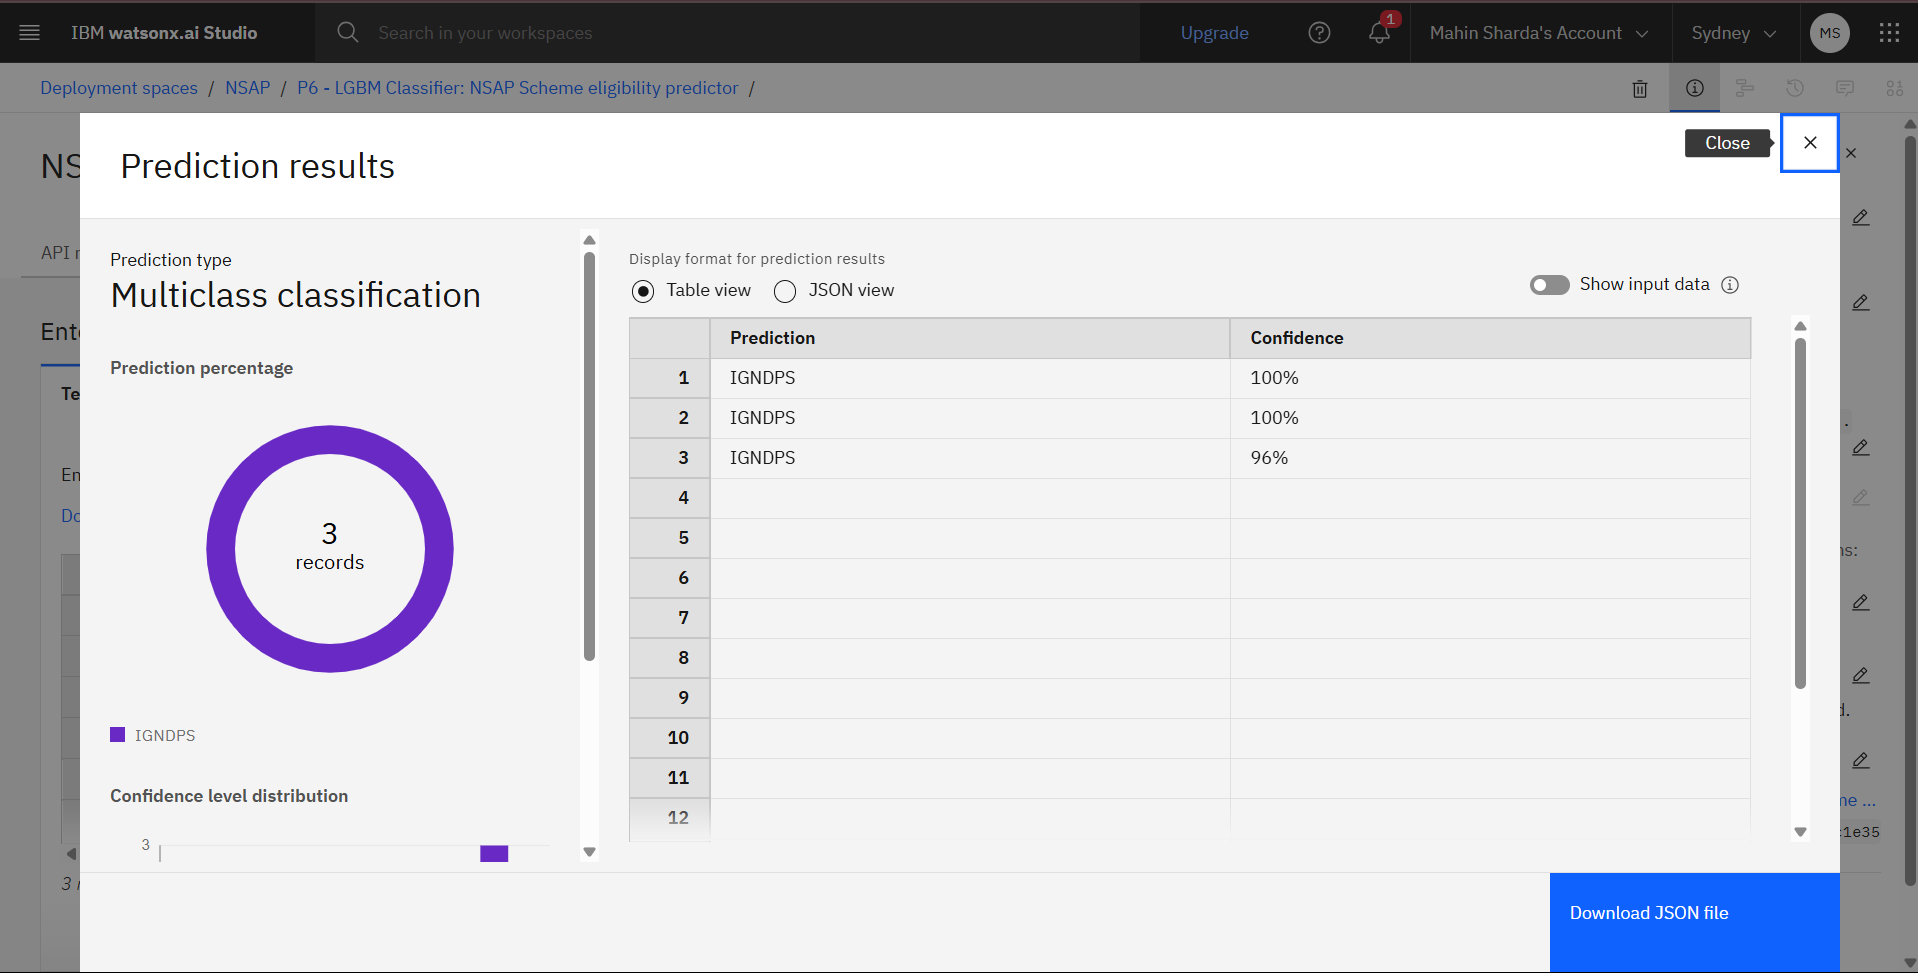 IBM watsonx.ai Studio
Search in your workspaces
Upgrade
1
Mahin Sharda's Account
Sydney
MS
Deployment spaces / NSAP / P6 - LGBM Classifier: NSAP Scheme eligibility predictor /
NS
Prediction results
Close
API r
Ente
Te
En
Do
3 r
Prediction type
Multiclass classification
Prediction percentage
3
records
IGNDPS
Confidence level distribution
3
Display format for prediction results
Table view
JSON view
Show input data
Prediction Confidence
1 IGNDPS 100%
2 IGNDPS 100%
3 IGNDPS 96%
4
5
6
7
8
9
10
11
12
.
ns:
d.
me ...
:1e35
Download JSON file